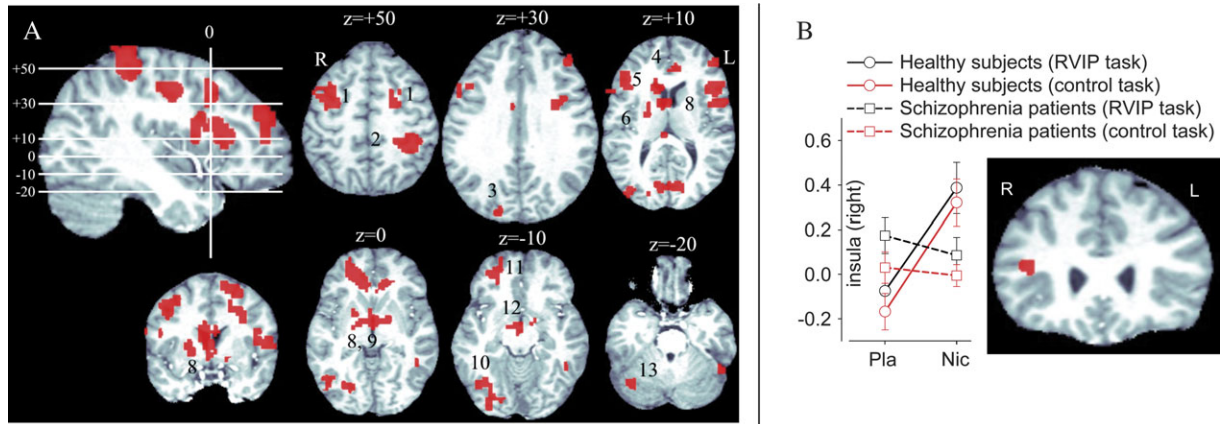 A
0
+50
+30
+10
0
-10
-20
8
z=+50
R
1
1
2
z=+30
3
z=+10
L
4
5
6
8
z=0
8, 9
z=-10
11
12
10
z=-20
13
B
Healthy subjects (RVIP task)
Healthy subjects (control task)
Schizophrenia patients (RVIP task)
Schizophrenia patients (control task)
insula (right)
0.6
0.4
0.2
0.0
-0.2
Pla
Nic
R
L